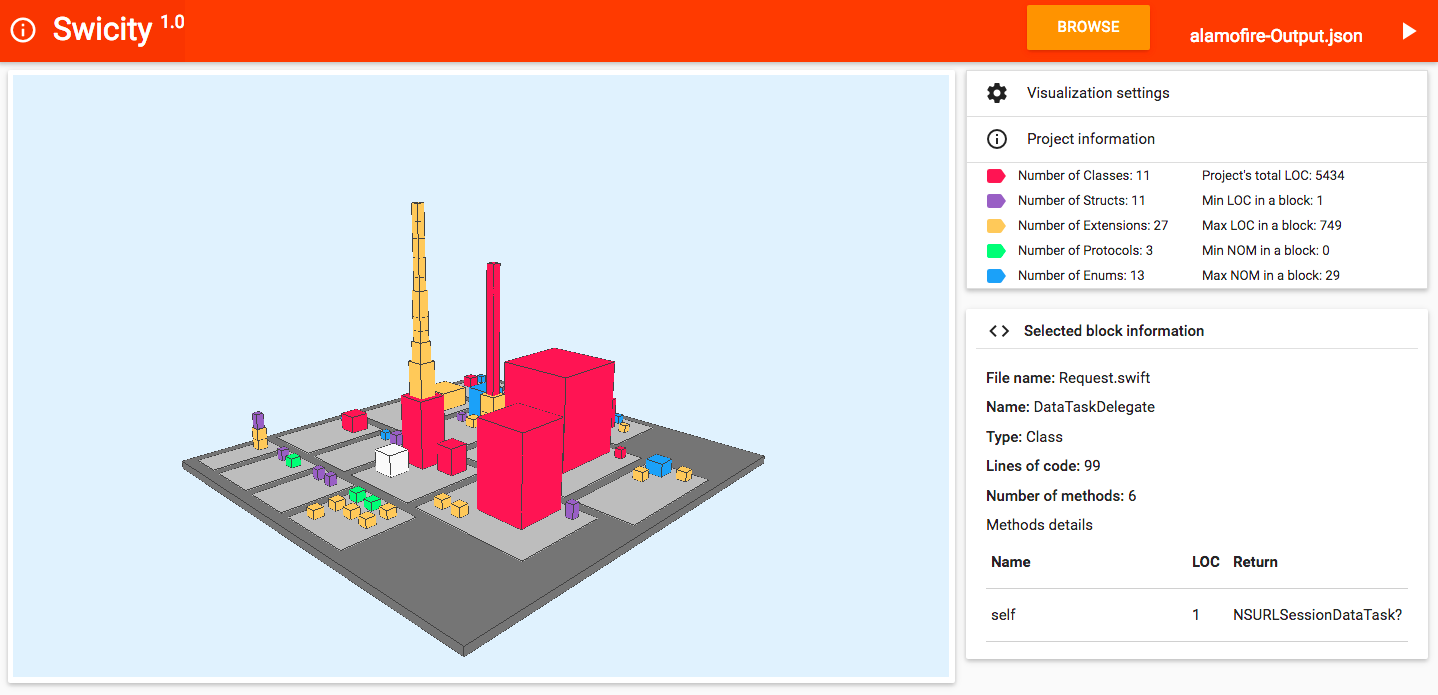 Swicity 1.0
BROWSE
alamofire-Output.json
Visualization settings
Project information
Number of Classes: 11 Project's total LOC: 5434
Number of Structs: 11 Min LOC in a block: 1
Number of Extensions: 27 Max LOC in a block: 749
Number of Protocols: 3 Min NOM in a block: 0
Number of Enums: 13 Max NOM in a block: 29
Selected block information
File name: Request.swift
Name: DataTaskDelegate
Type: Class
Lines of code: 99
Number of methods: 6
Methods details
Name LOC Return
self 1 NSURLSessionDataTask?